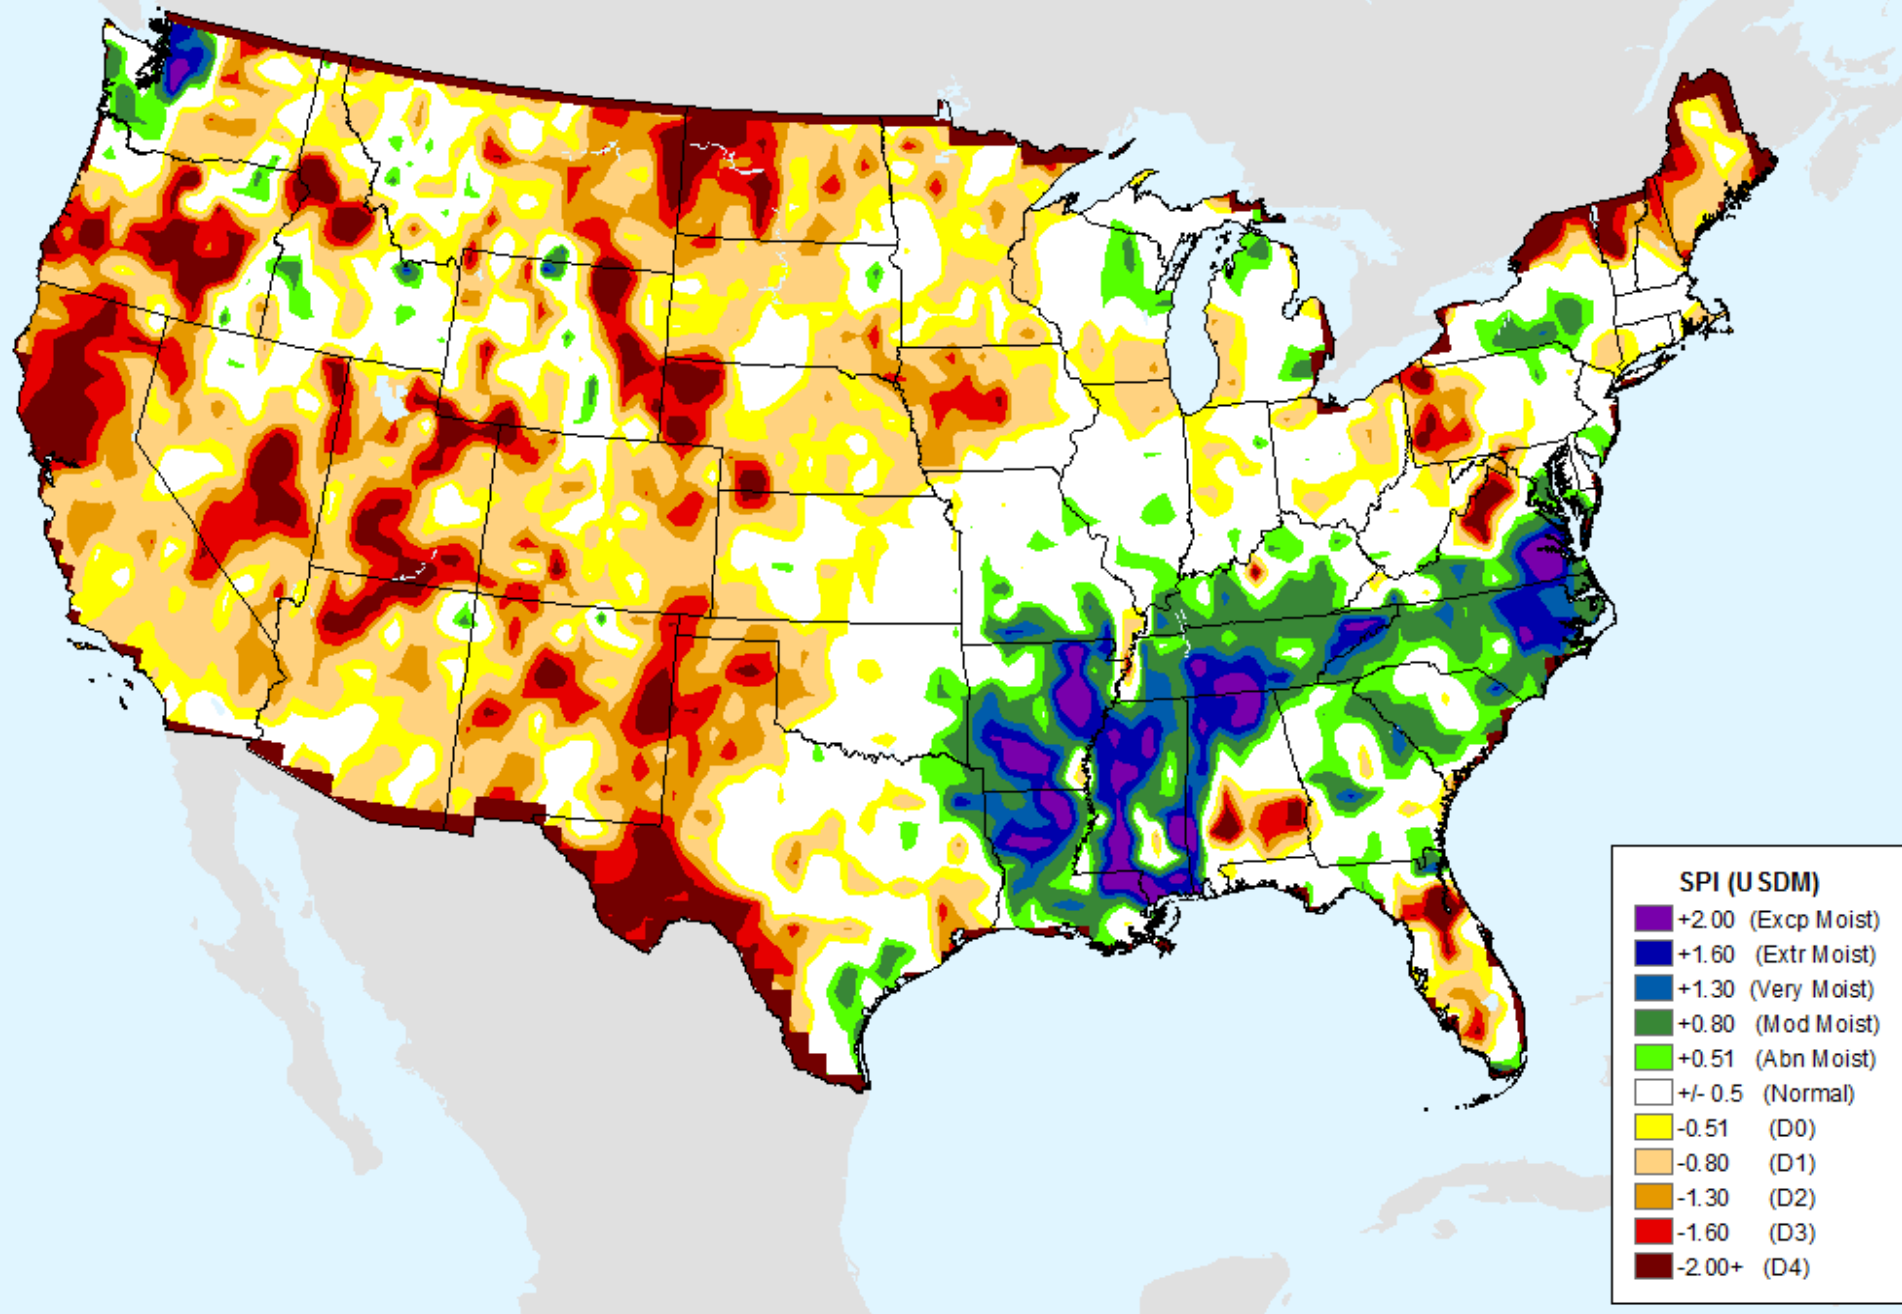 SPI (USDM)
+2.00 (Excp Moist)
+1.60 (Extr Moist)
+1.30 (Very Moist)
+0.80 (Mod Moist)
+0.51 (Abn Moist)
+/- 0.5 (Normal)
-0.51 (D0)
-0.80 (D1)
-1.30 (D2)
-1.60 (D3)
-2.00+ (D4)